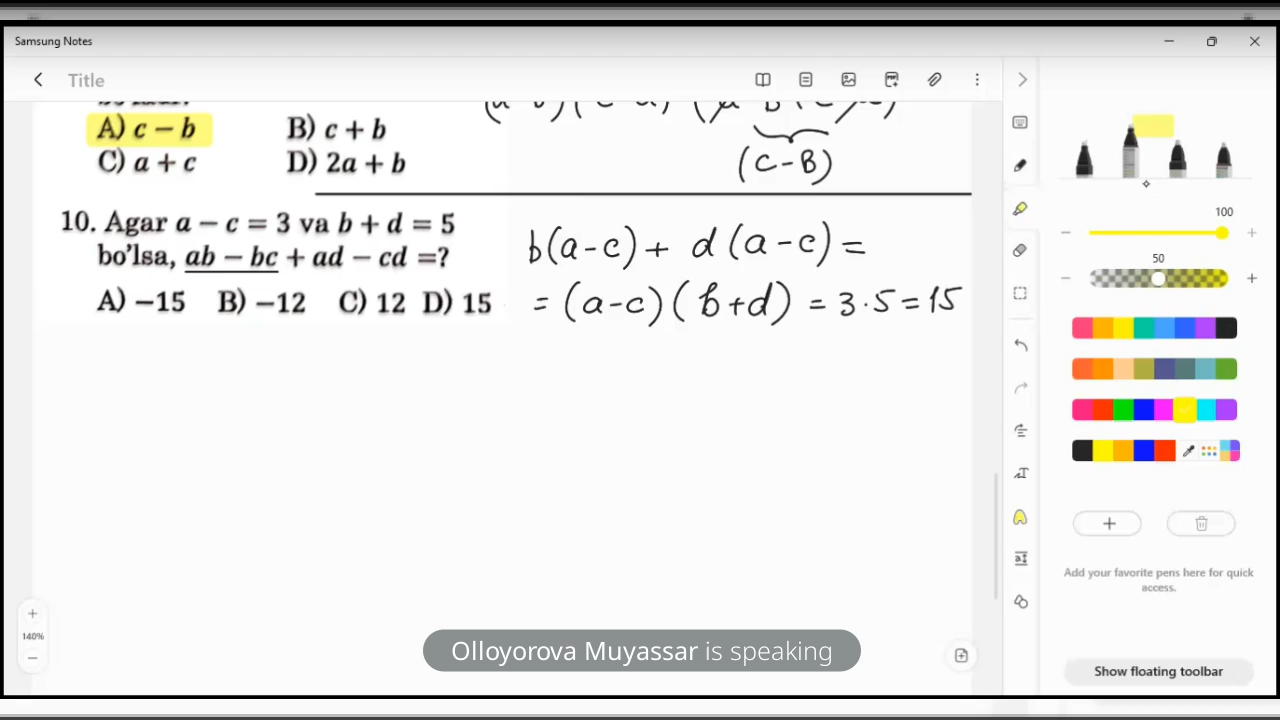 Samsung Notes
Title
A) c − b
B) c + b
C) a + c
D) 2a + b
(c-B)
10. Agar a − c = 3 va b + d = 5
bo'lsa, ab − bc + ad − cd =?
A) −15 B) −12 C) 12 D) 15
b(a-c)+ d(a-c)=
=(a-c)(b+d)=3·5=15
100
50
Add your favorite pens here for quick
access.
Show floating toolbar
140%
Olloyorova Muyassar is speaking